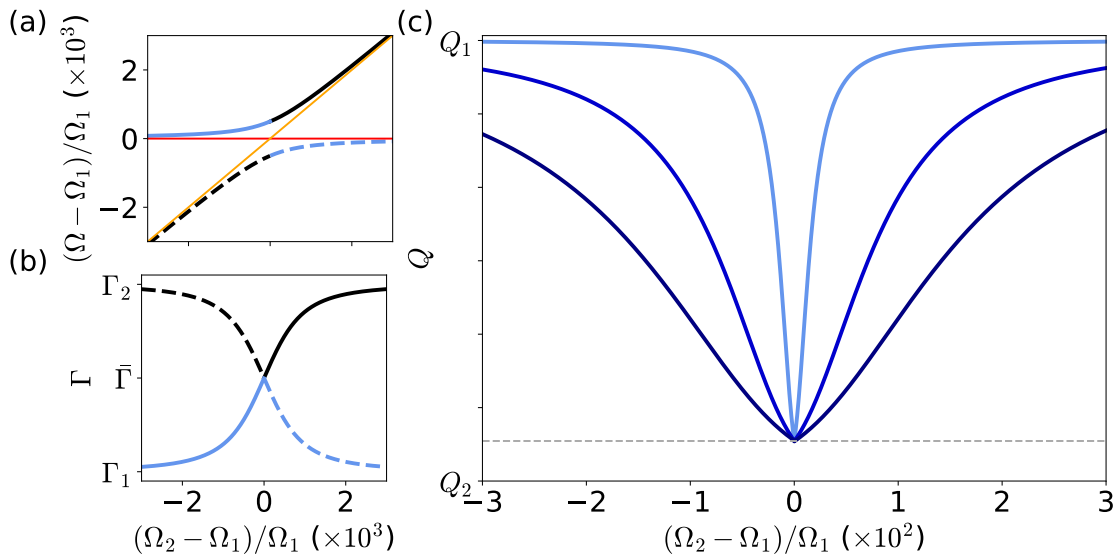 (a)
(Ω − Ω₁)/Ω₁ (×10³)
2
0
−2
(b)
Γ
Γ₂
Γ̄
Γ₁
−2 0 2
(Ω₂ − Ω₁)/Ω₁ (×10³)
(c)
Q
Q₁
Q₂
−3 −2 −1 0 1 2 3
(Ω₂ − Ω₁)/Ω₁ (×10²)